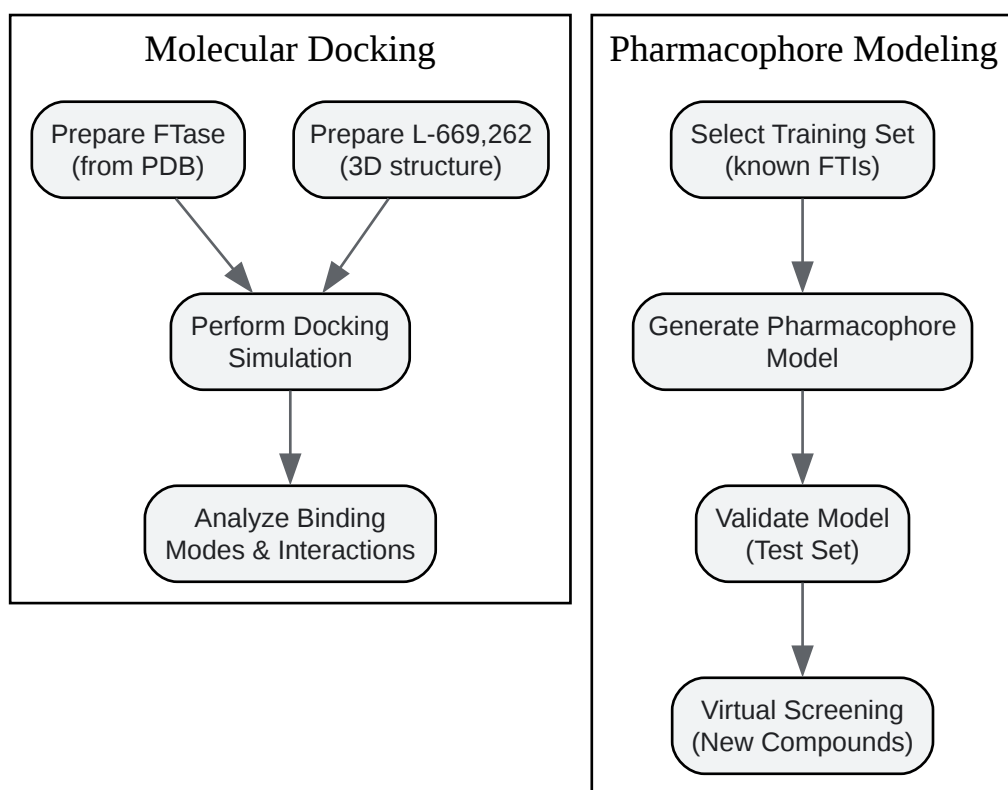 Molecular Docking
Prepare FTase
(from PDB)
Prepare L-669,262
(3D structure)
Perform Docking
Simulation
Analyze Binding
Modes & Interactions
Pharmacophore Modeling
Select Training Set
(known FTIs)
Generate Pharmacophore
Model
Validate Model
(Test Set)
Virtual Screening
(New Compounds)